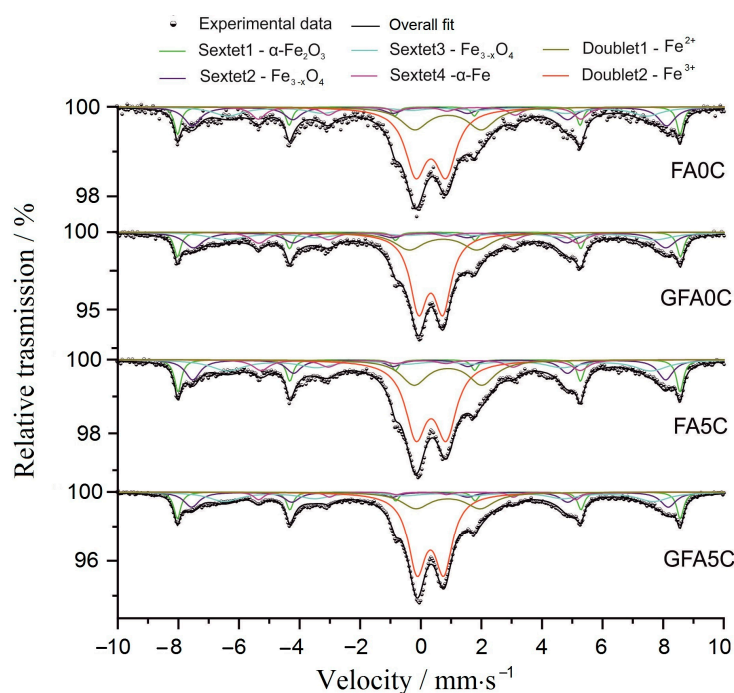 Experimental data Overall fit
Sextet1 - α-Fe₂O₃ Sextet3 - Fe₃₋ₓO₄ Doublet1 - Fe²⁺
Sextet2 - Fe₃₋ₓO₄ Sextet4 -α-Fe Doublet2 - Fe³⁺
100
98
FA0C
100
95
GFA0C
100
98
FA5C
100
96
GFA5C
Relative trasmission / %
−10 −8 −6 −4 −2 0 2 4 6 8 10
Velocity / mm·s⁻¹